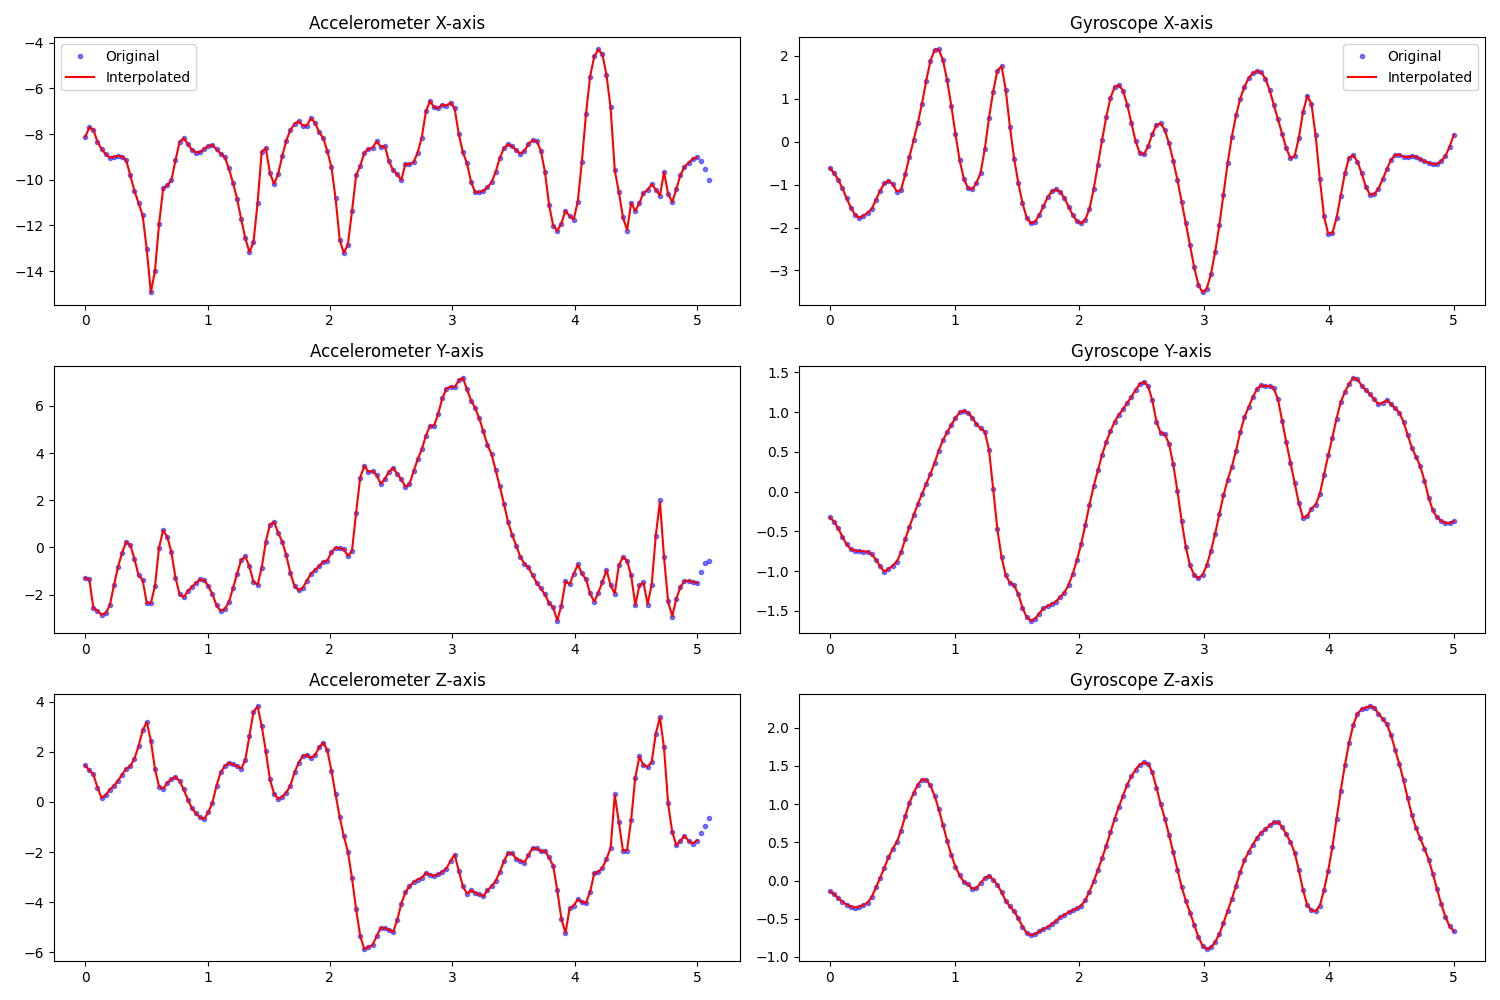 Accelerometer X-axis
−4
−6
−8
−10
−12
−14
Original
Interpolated
0 1 2 3 4 5
Gyroscope X-axis
2
1
0
−1
−2
−3
Original
Interpolated
0 1 2 3 4 5
Accelerometer Y-axis
6
4
2
0
−2
0 1 2 3 4 5
Gyroscope Y-axis
1.5
1.0
0.5
0.0
−0.5
−1.0
−1.5
0 1 2 3 4 5
Accelerometer Z-axis
4
2
0
−2
−4
−6
0 1 2 3 4 5
Gyroscope Z-axis
2.0
1.5
1.0
0.5
0.0
−0.5
−1.0
0 1 2 3 4 5